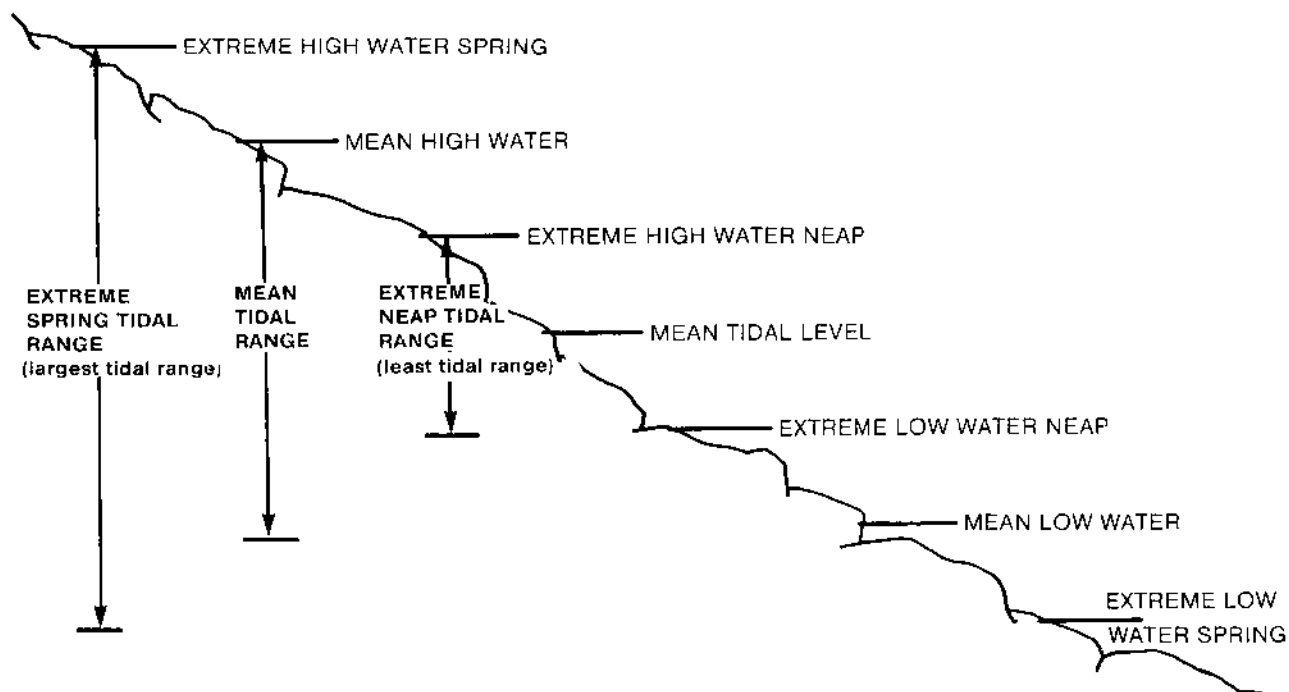 EXTREME HIGH WATER SPRING
MEAN HIGH WATER
EXTREME HIGH WATER NEAP
EXTREME
SPRING TIDAL
RANGE
(largest tidal range)
MEAN
TIDAL
RANGE
EXTREME
NEAP TIDAL
RANGE
(least tidal range)
MEAN TIDAL LEVEL
EXTREME LOW WATER NEAP
MEAN LOW WATER
EXTREME LOW
WATER SPRING